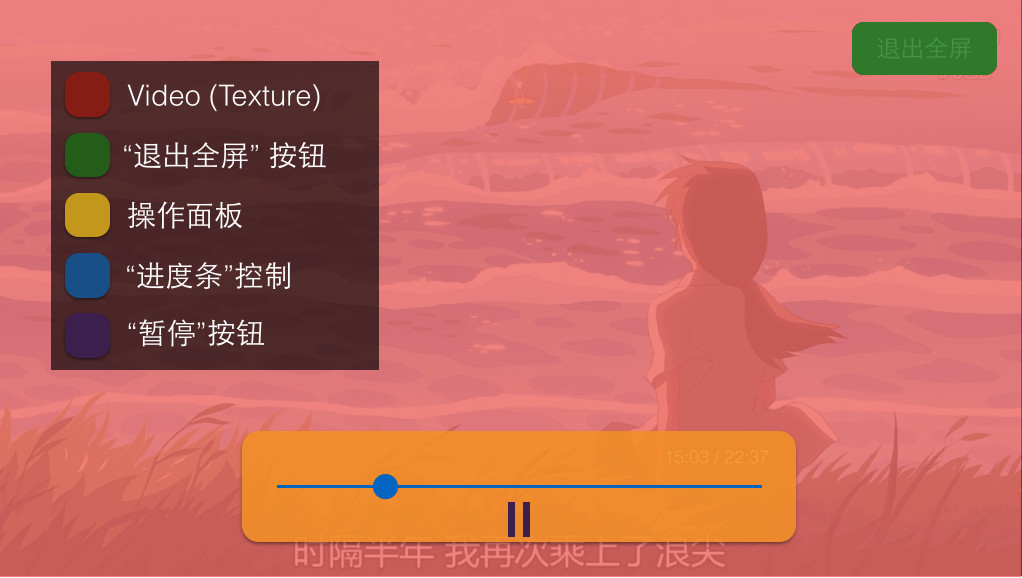 退出全屏
Video (Texture)
“退出全屏” 按钮
操作面板
“进度条”控制
“暂停”按钮
15:03 / 22:37
时隔半年 我再次乘上了浪尖